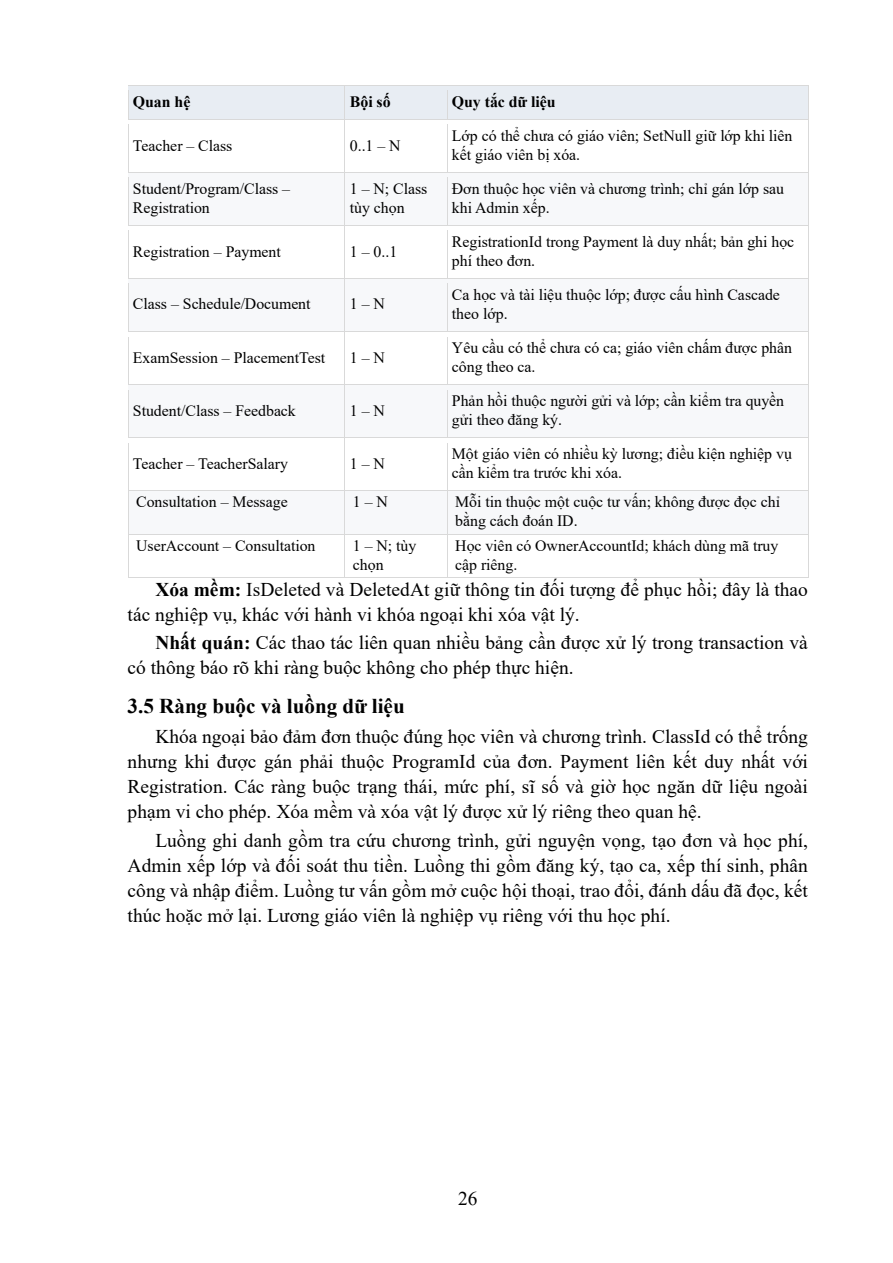 Quan hệ Bội số Quy tắc dữ liệu
Teacher – Class 0..1 – N Lớp có thể chưa có giáo viên; SetNull giữ lớp khi liên
kết giáo viên bị xóa.
Student/Program/Class – 1 – N; Class Đơn thuộc học viên và chương trình; chỉ gán lớp sau
Registration tùy chọn khi Admin xếp.
Registration – Payment 1 – 0..1 RegistrationId trong Payment là duy nhất; bản ghi học
phí theo đơn.
Class – Schedule/Document 1 – N Ca học và tài liệu thuộc lớp; được cấu hình Cascade
theo lớp.
ExamSession – PlacementTest 1 – N Yêu cầu có thể chưa có ca; giáo viên chấm được phân
công theo ca.
Student/Class – Feedback 1 – N Phản hồi thuộc người gửi và lớp; cần kiểm tra quyền
gửi theo đăng ký.
Teacher – TeacherSalary 1 – N Một giáo viên có nhiều kỳ lương; điều kiện nghiệp vụ
cần kiểm tra trước khi xóa.
Consultation – Message 1 – N Mỗi tin thuộc một cuộc tư vấn; không được đọc chỉ
bằng cách đoán ID.
UserAccount – Consultation 1 – N; tùy Học viên có OwnerAccountId; khách dùng mã truy
chọn cập riêng.
Xóa mềm: IsDeleted và DeletedAt giữ thông tin đối tượng để phục hồi; đây là thao
tác nghiệp vụ, khác với hành vi khóa ngoại khi xóa vật lý.
Nhất quán: Các thao tác liên quan nhiều bảng cần được xử lý trong transaction và
có thông báo rõ khi ràng buộc không cho phép thực hiện.
3.5 Ràng buộc và luồng dữ liệu
Khóa ngoại bảo đảm đơn thuộc đúng học viên và chương trình. ClassId có thể trống
nhưng khi được gán phải thuộc ProgramId của đơn. Payment liên kết duy nhất với
Registration. Các ràng buộc trạng thái, mức phí, sĩ số và giờ học ngăn dữ liệu ngoài
phạm vi cho phép. Xóa mềm và xóa vật lý được xử lý riêng theo quan hệ.
Luồng ghi danh gồm tra cứu chương trình, gửi nguyện vọng, tạo đơn và học phí,
Admin xếp lớp và đối soát thu tiền. Luồng thi gồm đăng ký, tạo ca, xếp thí sinh, phân
công và nhập điểm. Luồng tư vấn gồm mở cuộc hội thoại, trao đổi, đánh dấu đã đọc, kết
thúc hoặc mở lại. Lương giáo viên là nghiệp vụ riêng với thu học phí.
26